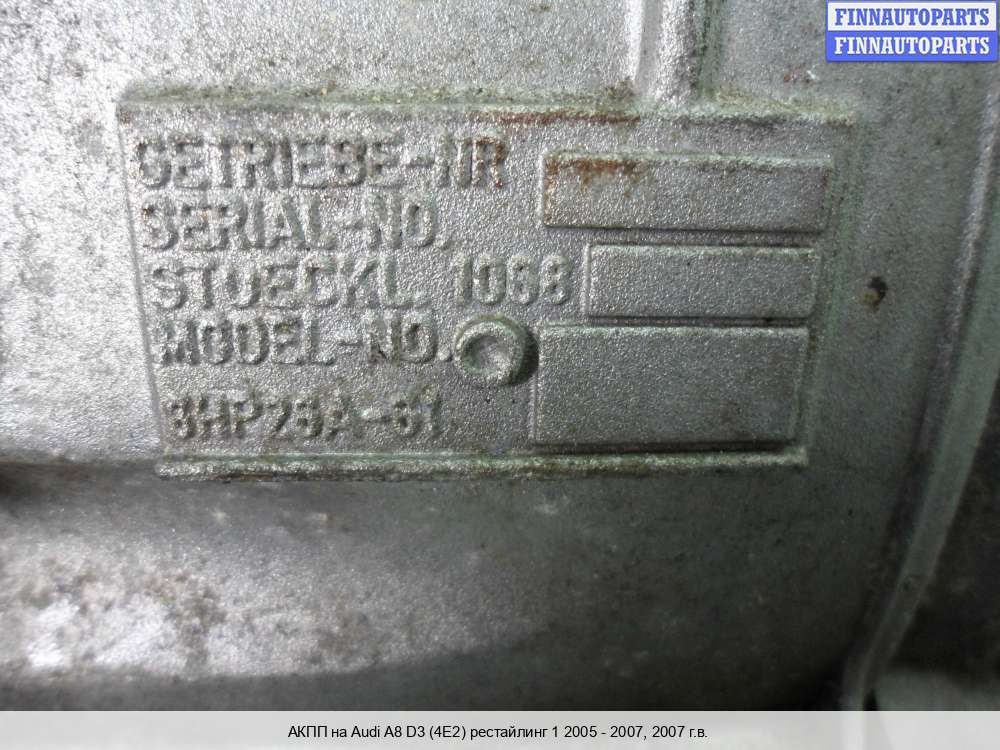 FINNAUTOPARTS
FINNAUTOPARTS
GETRIEBE-NR
SERIAL-NO.
STUECKL. 1068
MODEL-NO.
6HP26A-61
АКПП на Audi A8 D3 (4E2) рестайлинг 1 2005 - 2007, 2007 г.в.